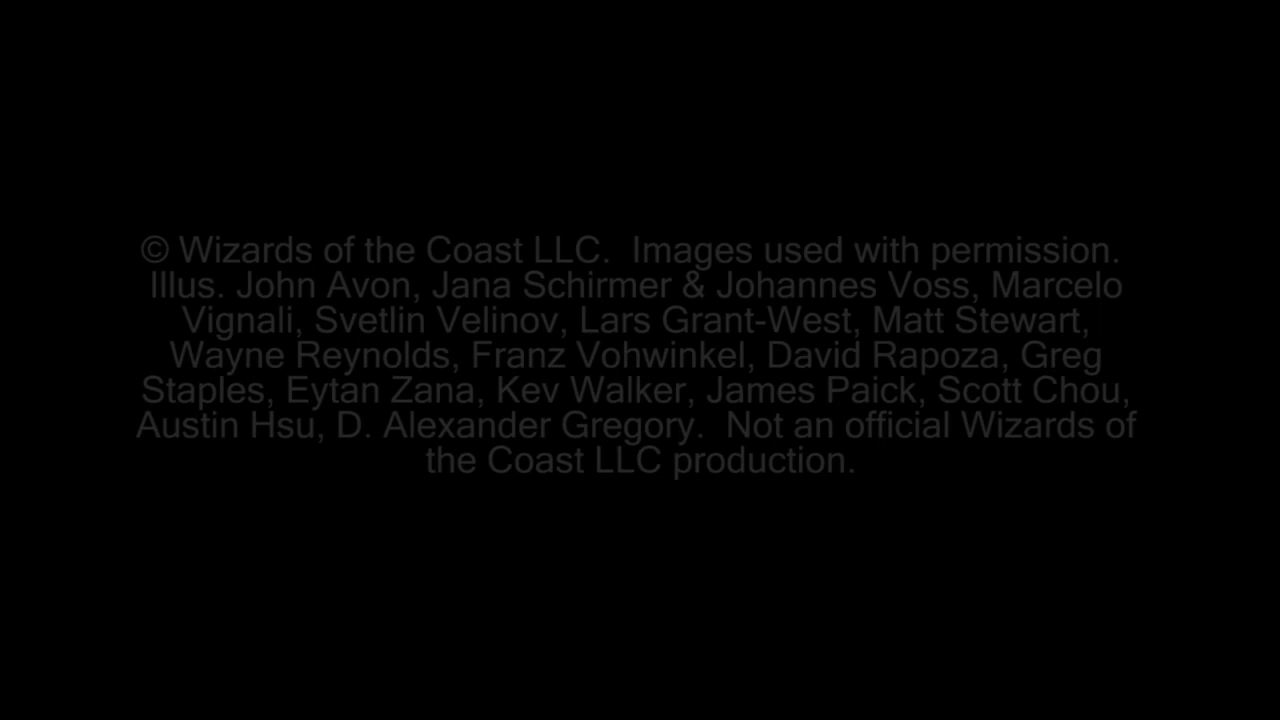 © Wizards of the Coast LLC.  Images used with permission.
Illus. John Avon, Jana Schirmer & Johannes Voss, Marcelo
Vignali, Svetlin Velinov, Lars Grant-West, Matt Stewart,
Wayne Reynolds, Franz Vohwinkel, David Rapoza, Greg
Staples, Eytan Zana, Kev Walker, James Paick, Scott Chou,
Austin Hsu, D. Alexander Gregory.  Not an official Wizards of
the Coast LLC production.